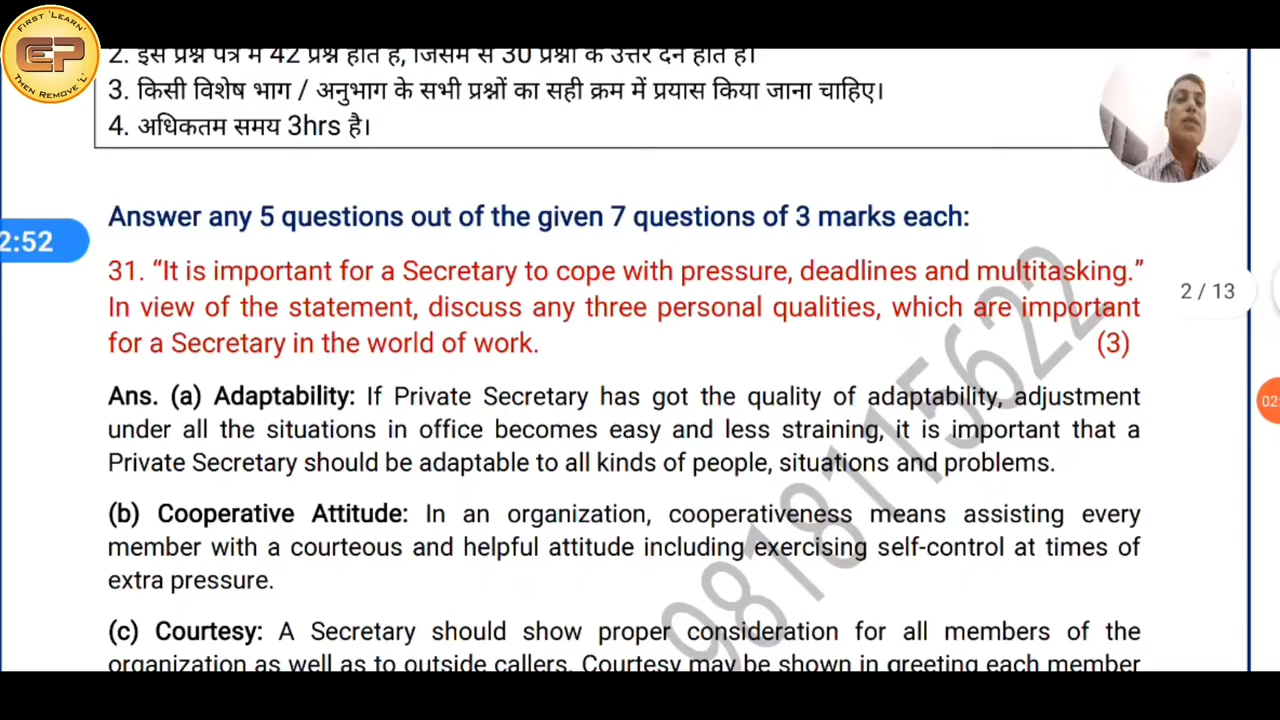 FIRST 'LEARN'
EP
THEN REMOVE 'L'
2. इस प्रश्न पत्र में 42 प्रश्न होते हैं, जिसमें से 30 प्रश्नों के उत्तर देने होते हैं।
3. किसी विशेष भाग / अनुभाग के सभी प्रश्नों का सही क्रम में प्रयास किया जाना चाहिए।
4. अधिकतम समय 3hrs है।
Answer any 5 questions out of the given 7 questions of 3 marks each:
2:52
31. “It is important for a Secretary to cope with pressure, deadlines and multitasking.”
In view of the statement, discuss any three personal qualities, which are important
for a Secretary in the world of work. (3)
2 / 13
Ans. (a) Adaptability: If Private Secretary has got the quality of adaptability, adjustment
under all the situations in office becomes easy and less straining, it is important that a
Private Secretary should be adaptable to all kinds of people, situations and problems.
02:
(b) Cooperative Attitude: In an organization, cooperativeness means assisting every
member with a courteous and helpful attitude including exercising self-control at times of
extra pressure.
(c) Courtesy: A Secretary should show proper consideration for all members of the
organization as well as to outside callers. Courtesy may be shown in greeting each member
9818115622